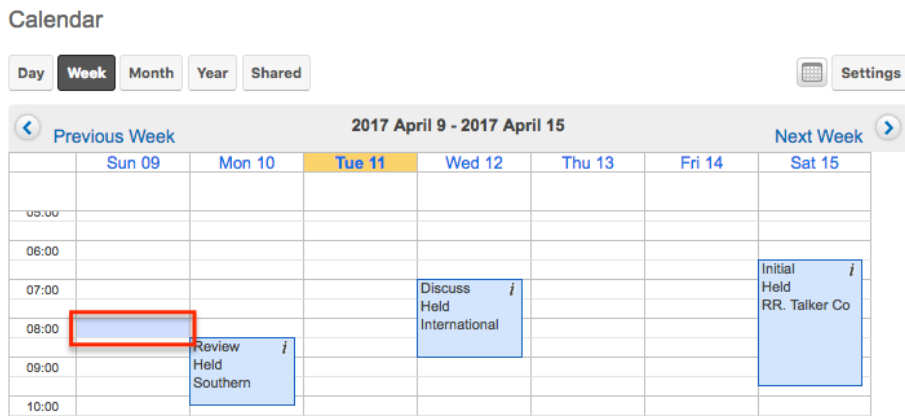 Calendar
Day Week Month Year Shared Settings
Previous Week 2017 April 9 - 2017 April 15 Next Week
Sun 09 Mon 10 Tue 11 Wed 12 Thu 13 Fri 14 Sat 15
05:00
06:00
Initial i
07:00 Discuss i Held
Held RR. Talker Co
08:00 International
Review i
09:00 Held
Southern
10:00